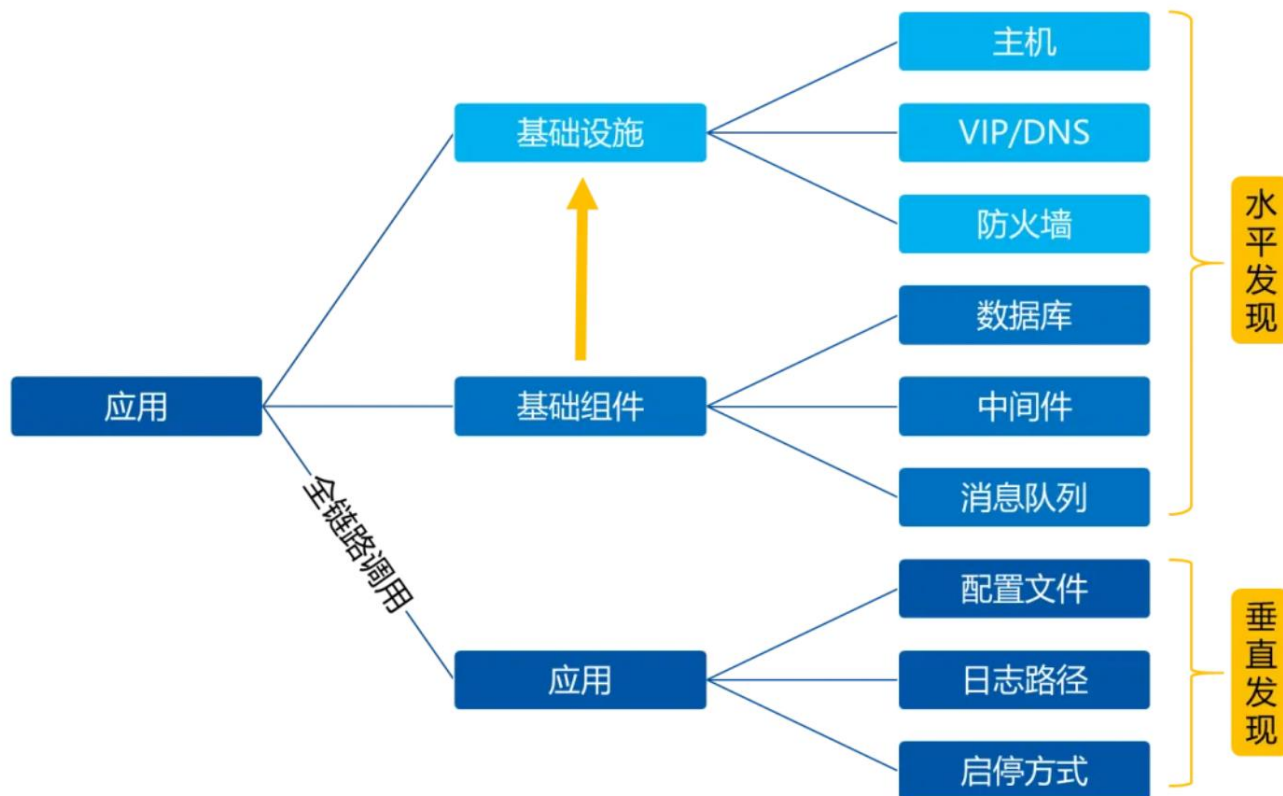 主机
基础设施
VIP/DNS
防火墙
水平发现
数据库
应用
基础组件
中间件
消息队列
全链路调用
配置文件
应用
日志路径
垂直发现
启停方式